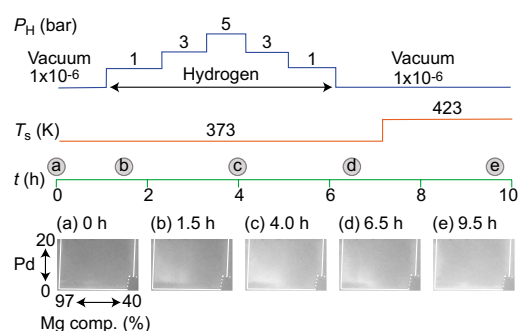 P_H (bar)
5
3 3
1 1
Vacuum
1x10-6
Hydrogen
Vacuum
1x10-6
423
T_s (K)
373
a b c d e
t (h)
0 2 4 6 8 10
(a) 0 h (b) 1.5 h (c) 4.0 h (d) 6.5 h (e) 9.5 h
20
Pd
0
97 40
Mg comp. (%)